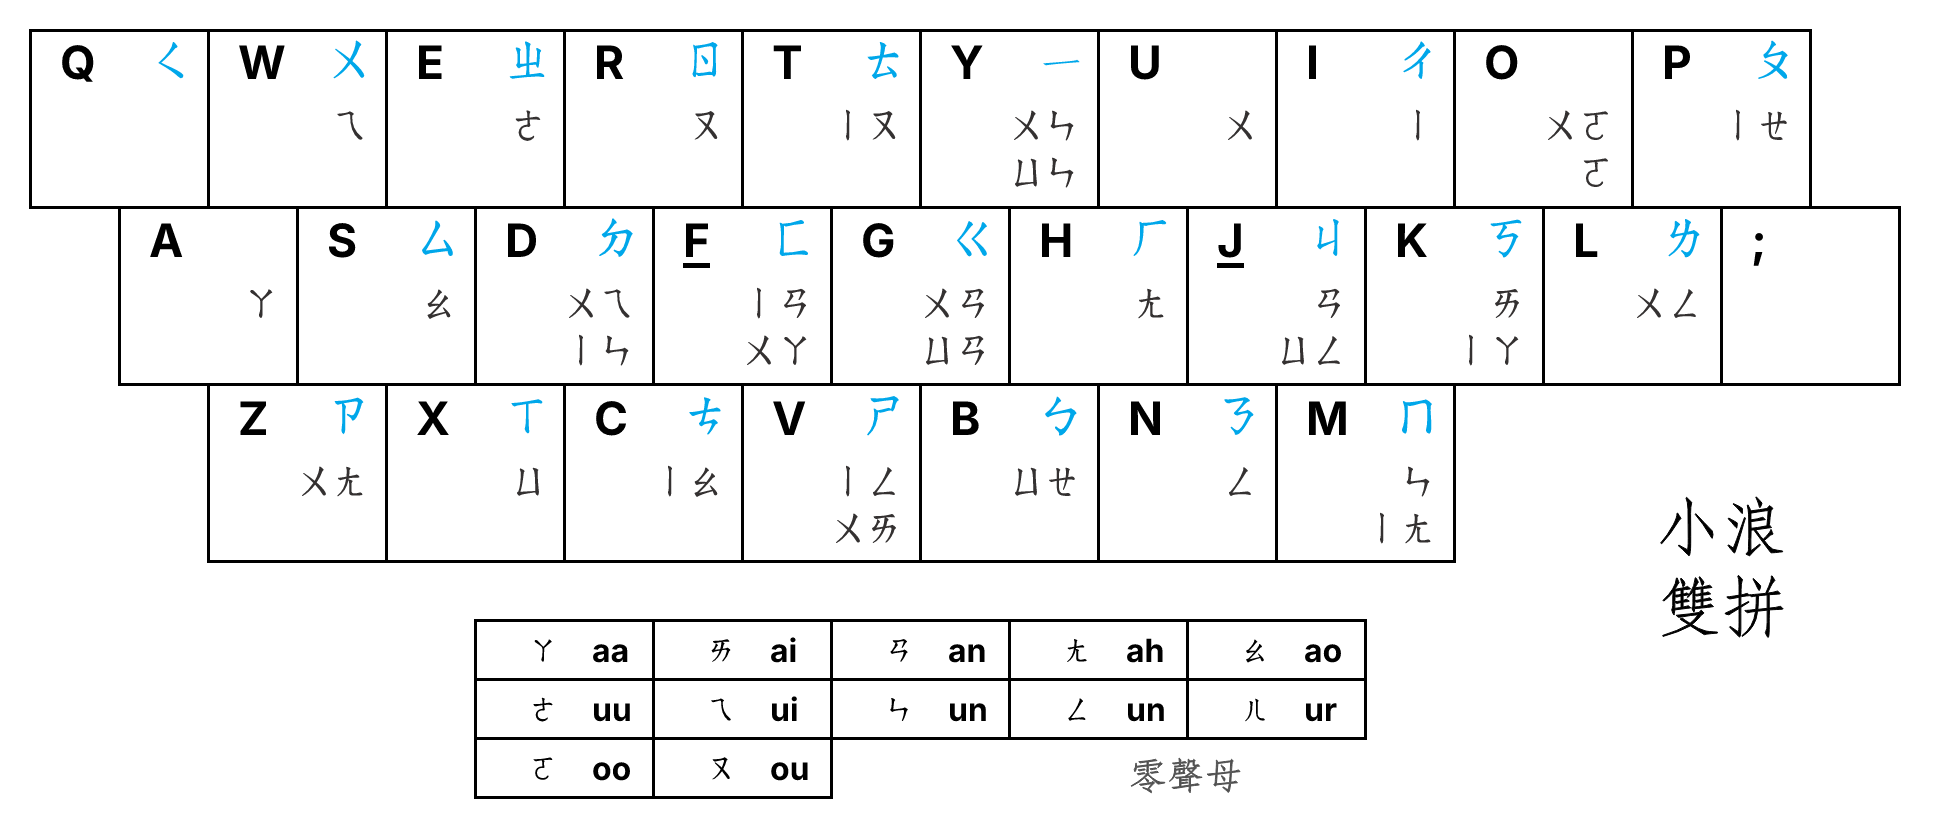 Q ㄑ W ㄨ E ㄓ R ㄖ T ㄊ Y ㄧ U I ㄔ O P ㄆ
ㄟ ㄜ ㄡ ㄧㄡ ㄨㄣ ㄨ ㄧ ㄨㄛ ㄧㄝ
ㄩㄣ ㄛ
A S ㄙ D ㄉ F ㄈ G ㄍ H ㄏ J ㄐ K ㄎ L ㄌ ;
ㄚ ㄠ ㄨㄟ ㄧㄢ ㄨㄢ ㄤ ㄢ ㄞ ㄨㄥ
ㄧㄣ ㄨㄚ ㄩㄢ ㄩㄥ ㄧㄚ
Z ㄗ X ㄒ C ㄘ V ㄕ B ㄅ N ㄋ M ㄇ
ㄨㄤ ㄩ ㄧㄠ ㄧㄥ ㄩㄝ ㄥ ㄣ
ㄨㄞ ㄧㄤ
小浪
雙拼
ㄚ aa ㄞ ai ㄢ an ㄤ ah ㄠ ao
ㄜ uu ㄟ ui ㄣ un ㄥ un ㄦ ur
ㄛ oo ㄡ ou
零聲母